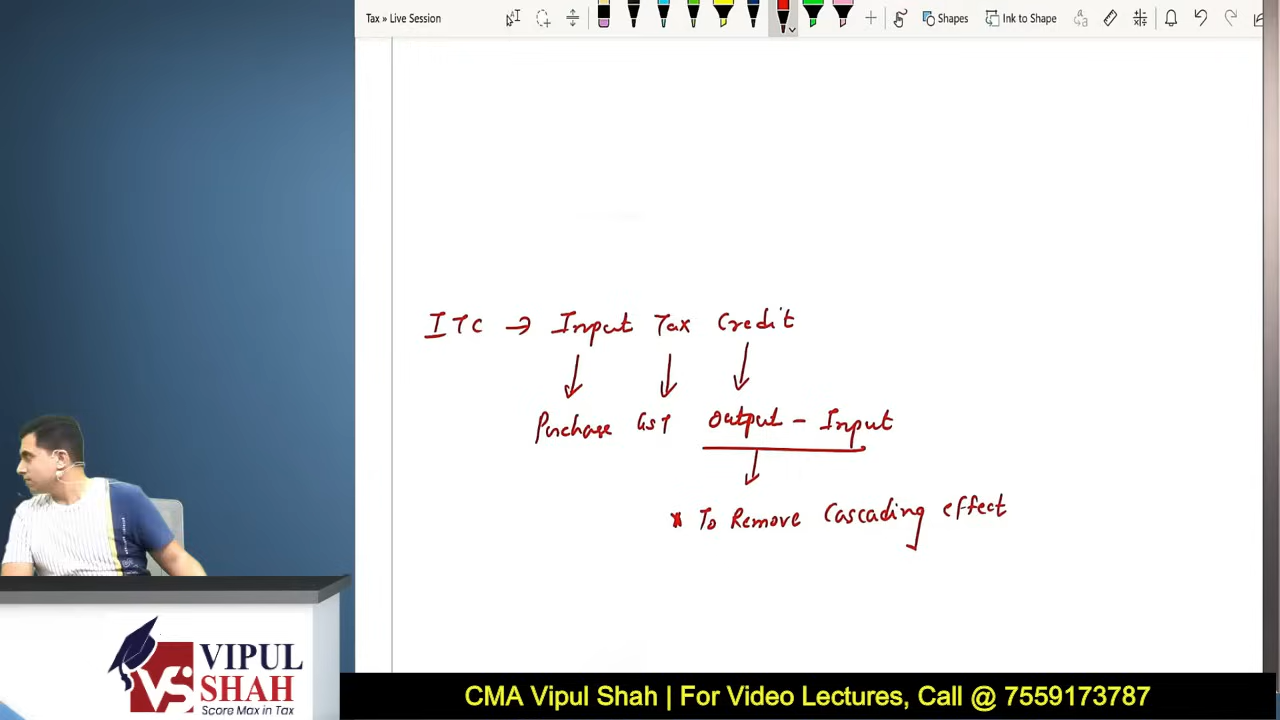 Tax » Live Session
Shapes
Ink to Shape
ITC → Input Tax Credit
Purchase GST Output - Input
* To Remove Cascading effect
VS
VIPUL
SHAH
Score Max in Tax
CMA Vipul Shah | For Video Lectures, Call @ 7559173787